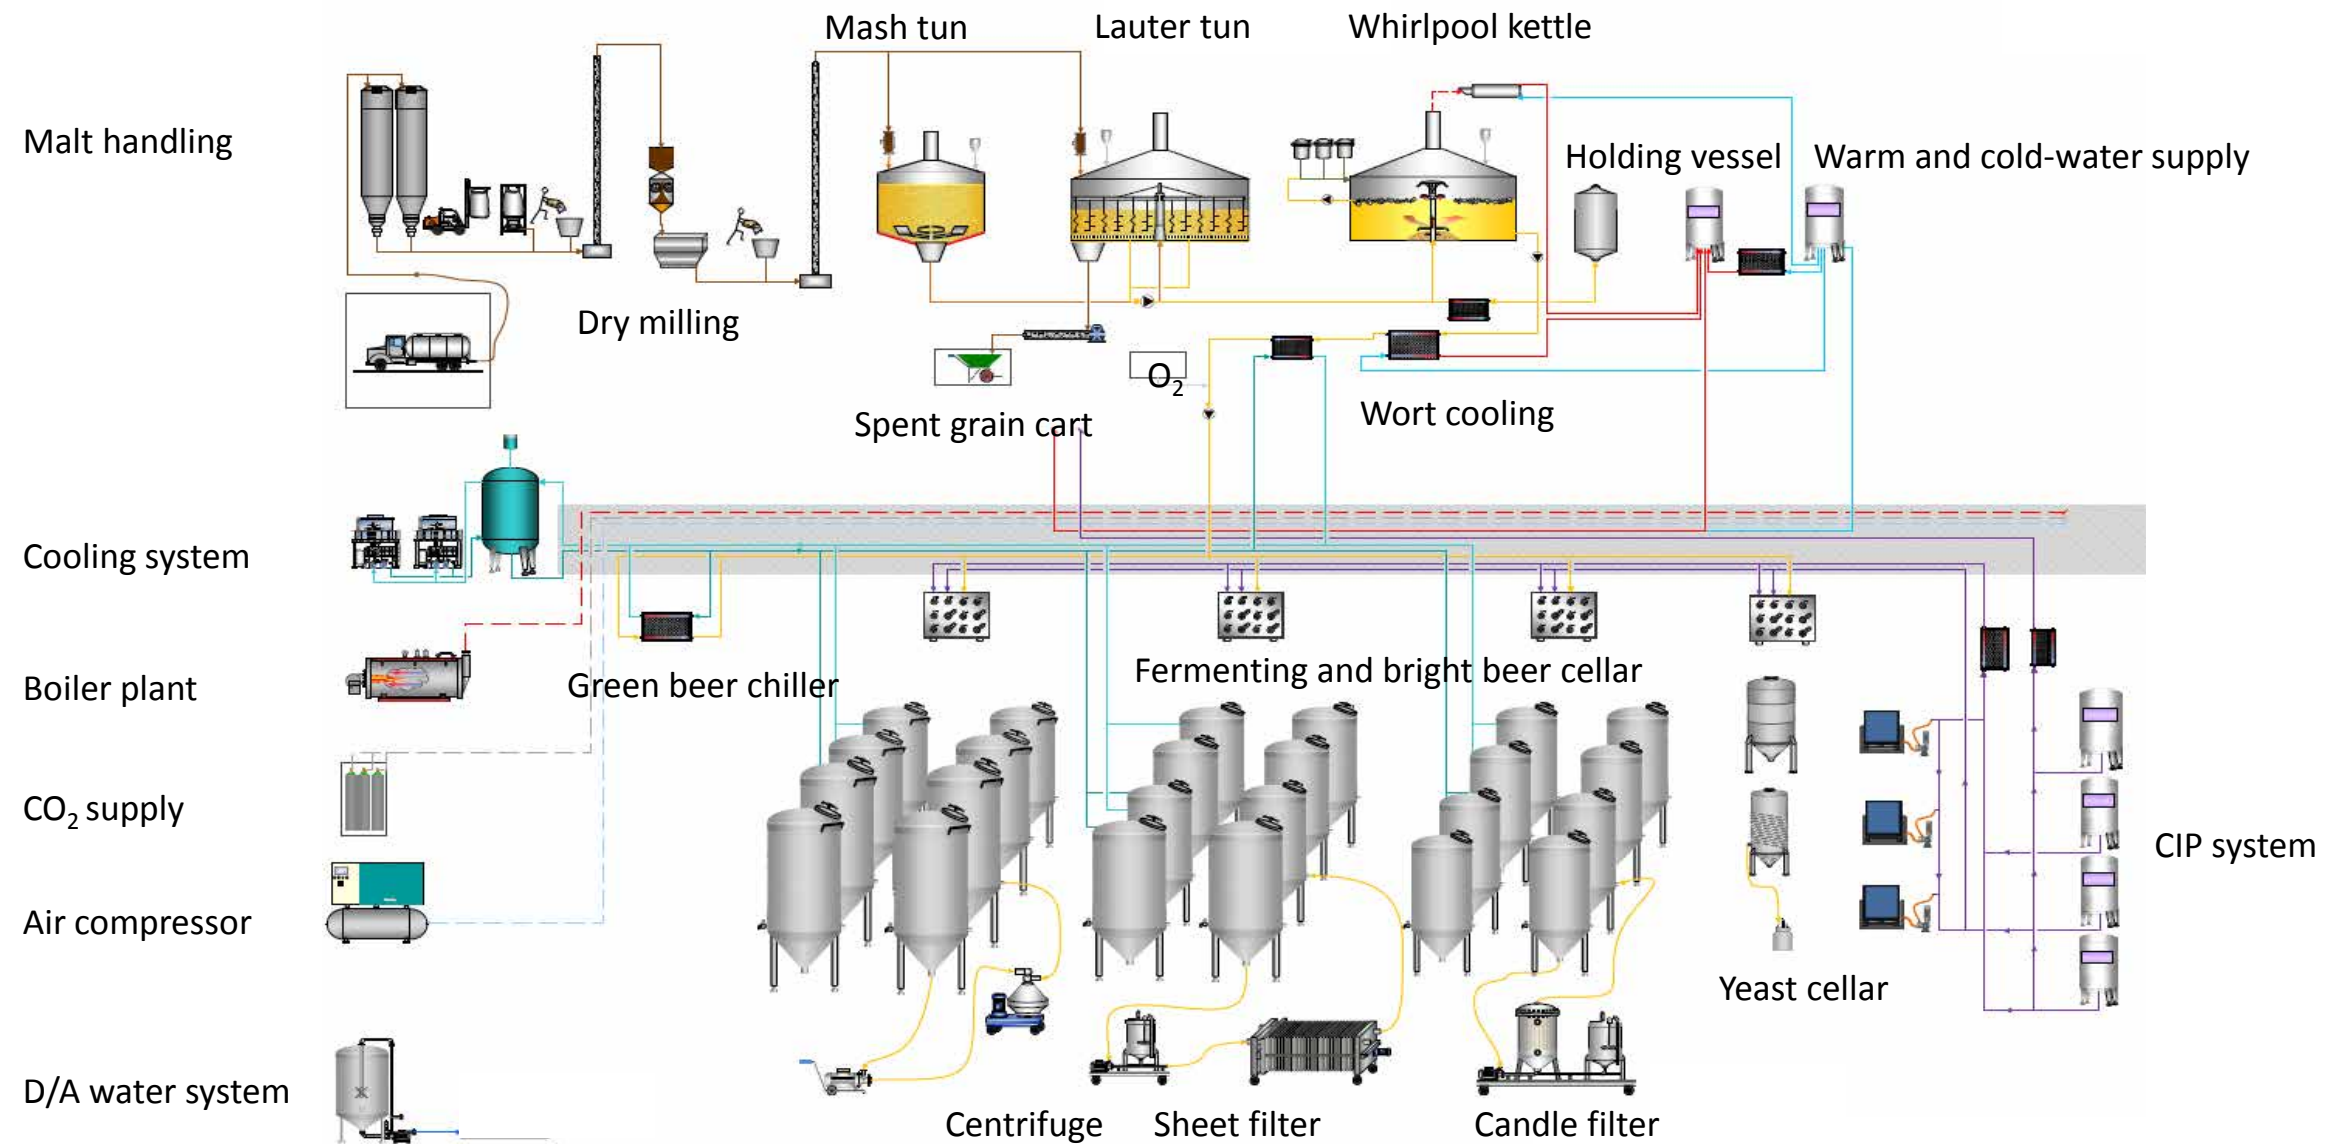 Mash tun
Lauter tun
Whirlpool kettle
Malt handling
Holding vessel
Warm and cold-water supply
Dry milling
O₂
Spent grain cart
Wort cooling
Cooling system
Boiler plant
Green beer chiller
Fermenting and bright beer cellar
CO₂ supply
CIP system
Air compressor
Yeast cellar
D/A water system
Centrifuge
Sheet filter
Candle filter